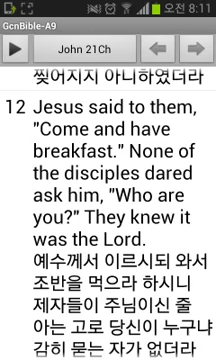 오전 8:11
GcnBible-A9
John 21Ch
찢어지지 아니하였더라
12 Jesus said to them,
"Come and have
breakfast." None of
the disciples dared
ask him, "Who are
you?" They knew it
was the Lord.
예수께서 이르시되 와서
조반을 먹으라 하시니
제자들이 주님이신 줄
아는 고로 당신이 누구냐
감히 묻는 자가 없더라